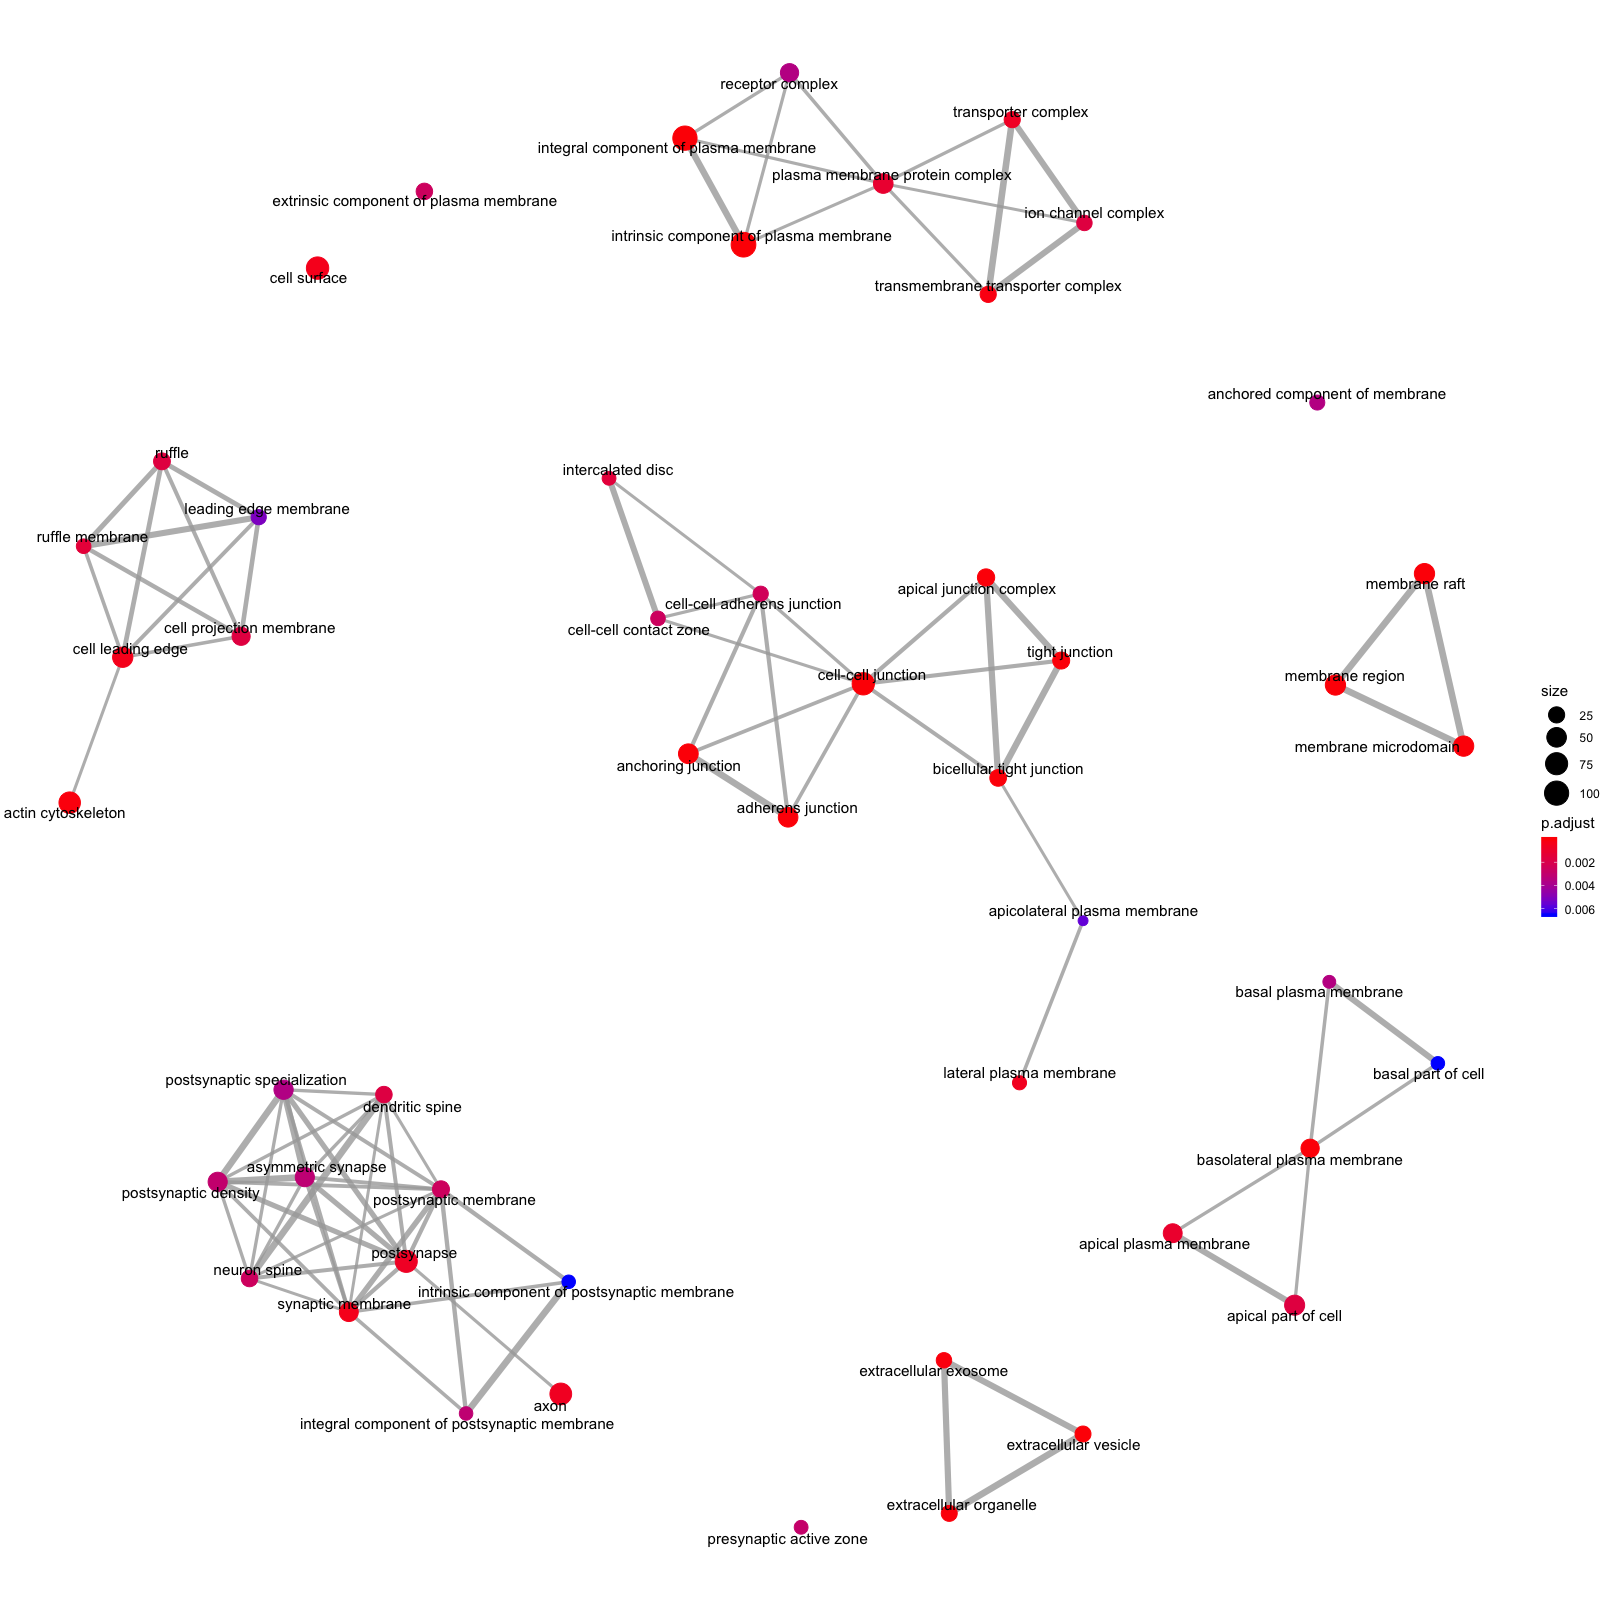 receptor complex
transporter complex
integral component of plasma membrane
plasma membrane protein complex
extrinsic component of plasma membrane
ion channel complex
intrinsic component of plasma membrane
cell surface
transmembrane transporter complex
anchored component of membrane
ruffle
intercalated disc
leading edge membrane
ruffle membrane
membrane raft
apical junction complex
cell-cell adherens junction
cell projection membrane
cell-cell contact zone
cell leading edge
tight junction
cell-cell junction
membrane region
size
25
50
75
100
membrane microdomain
anchoring junction
bicellular tight junction
adherens junction
actin cytoskeleton
p.adjust
0.002
0.004
0.006
apicolateral plasma membrane
basal plasma membrane
lateral plasma membrane
basal part of cell
postsynaptic specialization
dendritic spine
basolateral plasma membrane
asymmetric synapse
postsynaptic density
postsynaptic membrane
apical plasma membrane
postsynapse
neuron spine
intrinsic component of postsynaptic membrane
synaptic membrane
apical part of cell
extracellular exosome
axon
integral component of postsynaptic membrane
extracellular vesicle
extracellular organelle
presynaptic active zone